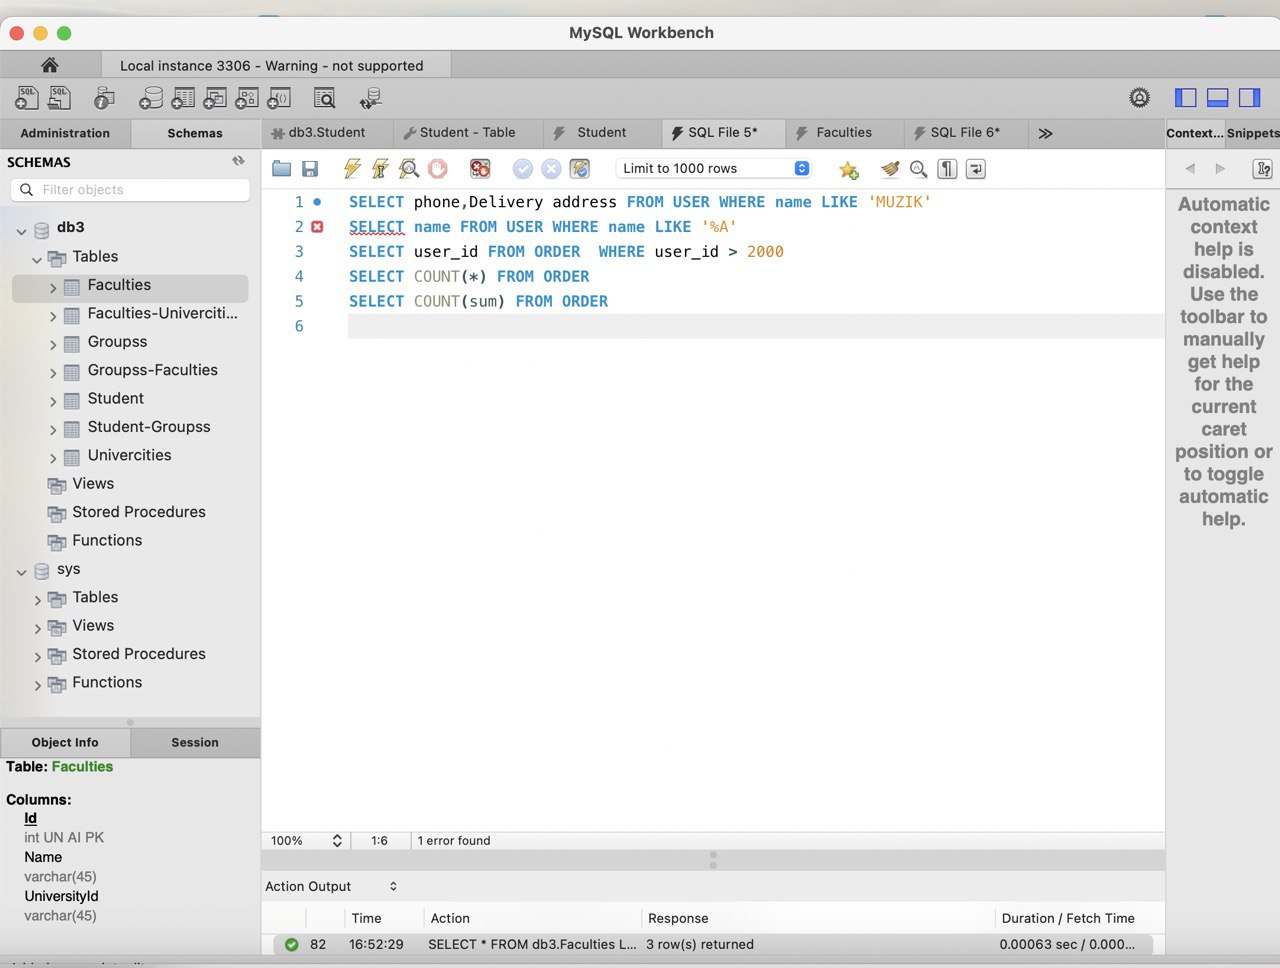 MySQL Workbench
Local instance 3306 - Warning - not supported
Administration
Schemas
db3.Student
Student - Table
Student
SQL File 5*
Faculties
SQL File 6*
Context...
Snippets
SCHEMAS
Filter objects
Limit to 1000 rows
db3
Tables
Faculties
Faculties-Univerciti...
Groupss
Groupss-Faculties
Student
Student-Groupss
Univercities
Views
Stored Procedures
Functions
sys
Tables
Views
Stored Procedures
Functions
1 SELECT phone,Delivery address FROM USER WHERE name LIKE 'MUZIK'
2 SELECT name FROM USER WHERE name LIKE '%A'
3 SELECT user_id FROM ORDER  WHERE user_id > 2000
4 SELECT COUNT(*) FROM ORDER
5 SELECT COUNT(sum) FROM ORDER
6
Automatic
context
help is
disabled.
Use the
toolbar to
manually
get help
for the
current
caret
position or
to toggle
automatic
help.
Object Info
Session
Table: Faculties
Columns:
Id
int UN AI PK
Name
varchar(45)
UniversityId
varchar(45)
100%
1:6
1 error found
Action Output
Time
Action
Response
Duration / Fetch Time
82
16:52:29
SELECT * FROM db3.Faculties L...
3 row(s) returned
0.00063 sec / 0.000...